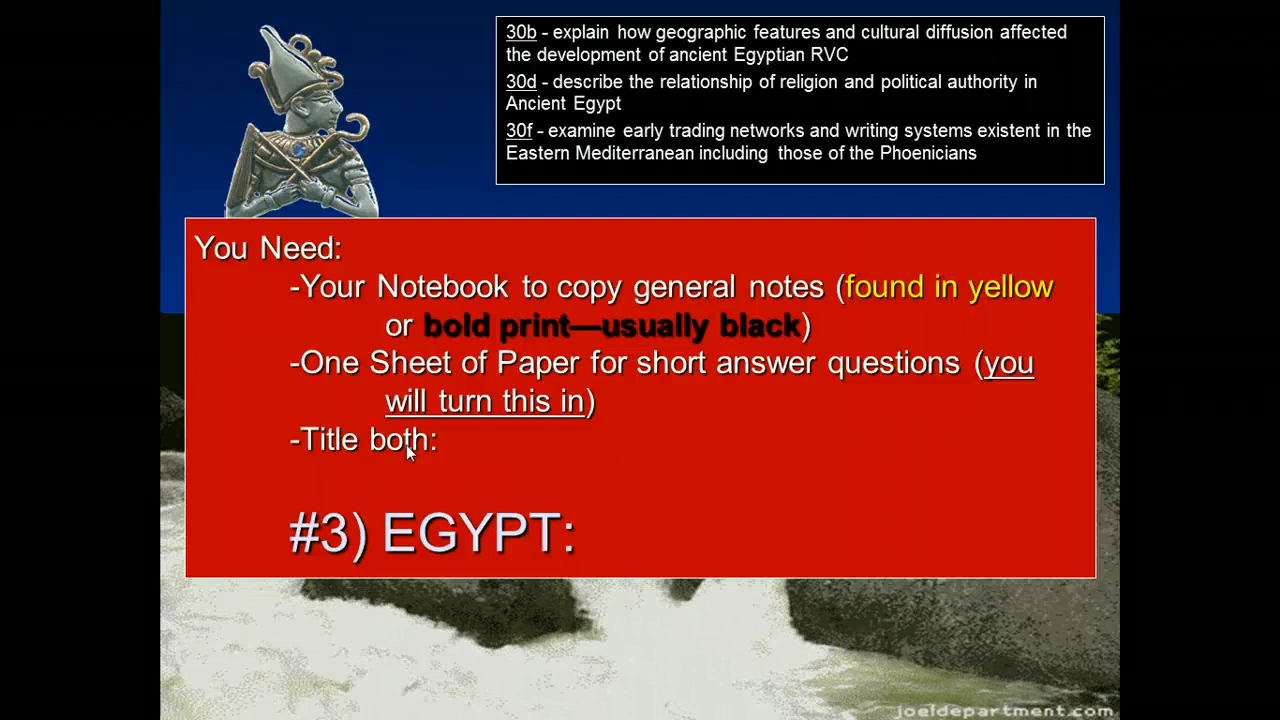 30b - explain how geographic features and cultural diffusion affected
the development of ancient Egyptian RVC
30d - describe the relationship of religion and political authority in
Ancient Egypt
30f - examine early trading networks and writing systems existent in the
Eastern Mediterranean including those of the Phoenicians
You Need:
-Your Notebook to copy general notes (found in yellow
or bold print—usually black)
-One Sheet of Paper for short answer questions (you
will turn this in)
-Title both:
#3) EGYPT:
joeldepartment.com